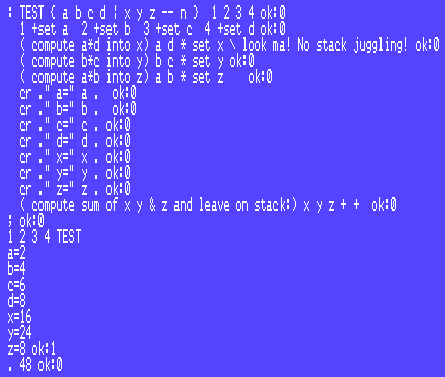 : TEST { a b c d | x y z -- n }  1 2 3 4 ok:0
1 +set a  2 +set b  3 +set c  4 +set d ok:0
( compute a*d into x) a d * set x \ look ma! No stack juggling! ok:0
( compute b*c into y) b c * set y ok:0
( compute a*b into z) a b * set z    ok:0
cr ." a=" a .  ok:0
cr ." b=" b .  ok:0
cr ." c=" c . ok:0
cr ." d=" d . ok:0
cr ." x=" x . ok:0
cr ." y=" y . ok:0
cr ." z=" z . ok:0
( compute sum of x y & z and leave on stack:) x y z + +  ok:0
; ok:0
1 2 3 4 TEST
a=2
b=4
c=6
d=8
x=16
y=24
z=8 ok:1
. 48 ok:0